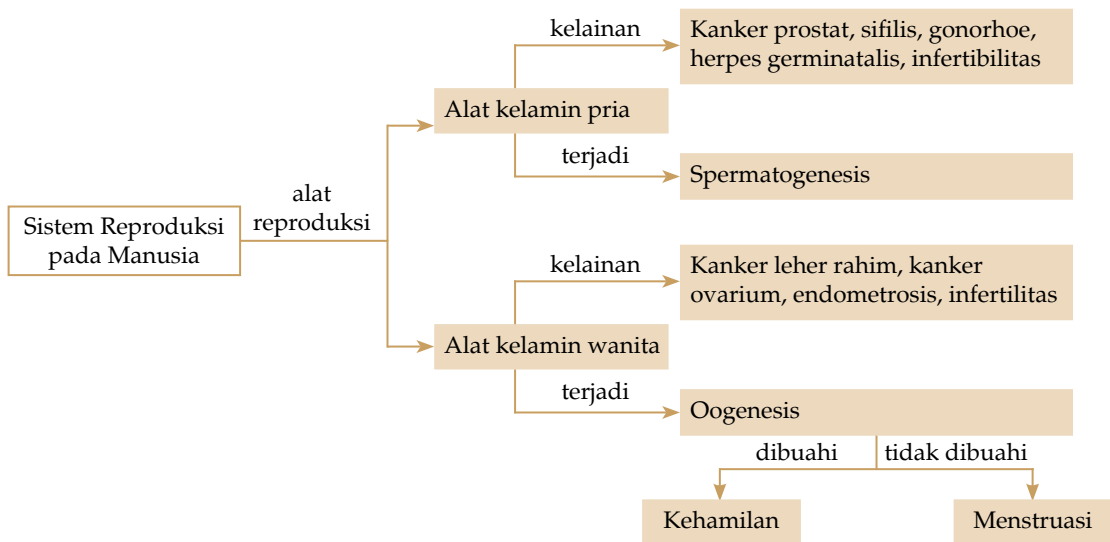 kelainan
Kanker prostat, sifilis, gonorhoe,
herpes germinatalis, infertibilitas
Alat kelamin pria
terjadi
Spermatogenesis
alat
reproduksi
Sistem Reproduksi
pada Manusia
kelainan
Kanker leher rahim, kanker
ovarium, endometrosis, infertilitas
Alat kelamin wanita
terjadi
Oogenesis
dibuahi
tidak dibuahi
Kehamilan
Menstruasi